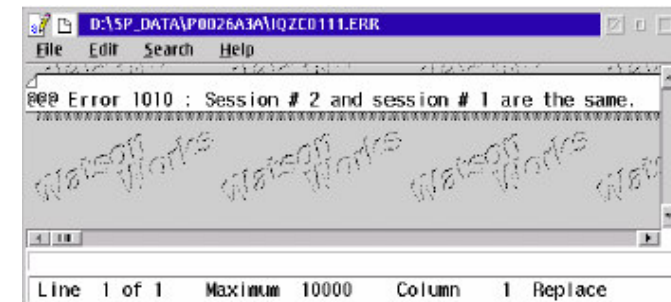 D:\SP_DATA\P0026A3A\IQZC0111.ERR
File Edit Search Help
@@@ Error 1010 : Session # 2 and session # 1 are the same.
Watson Works Watson Works Watson Works Wat
Line 1 of 1 Maximum 10000 Column 1 Replace